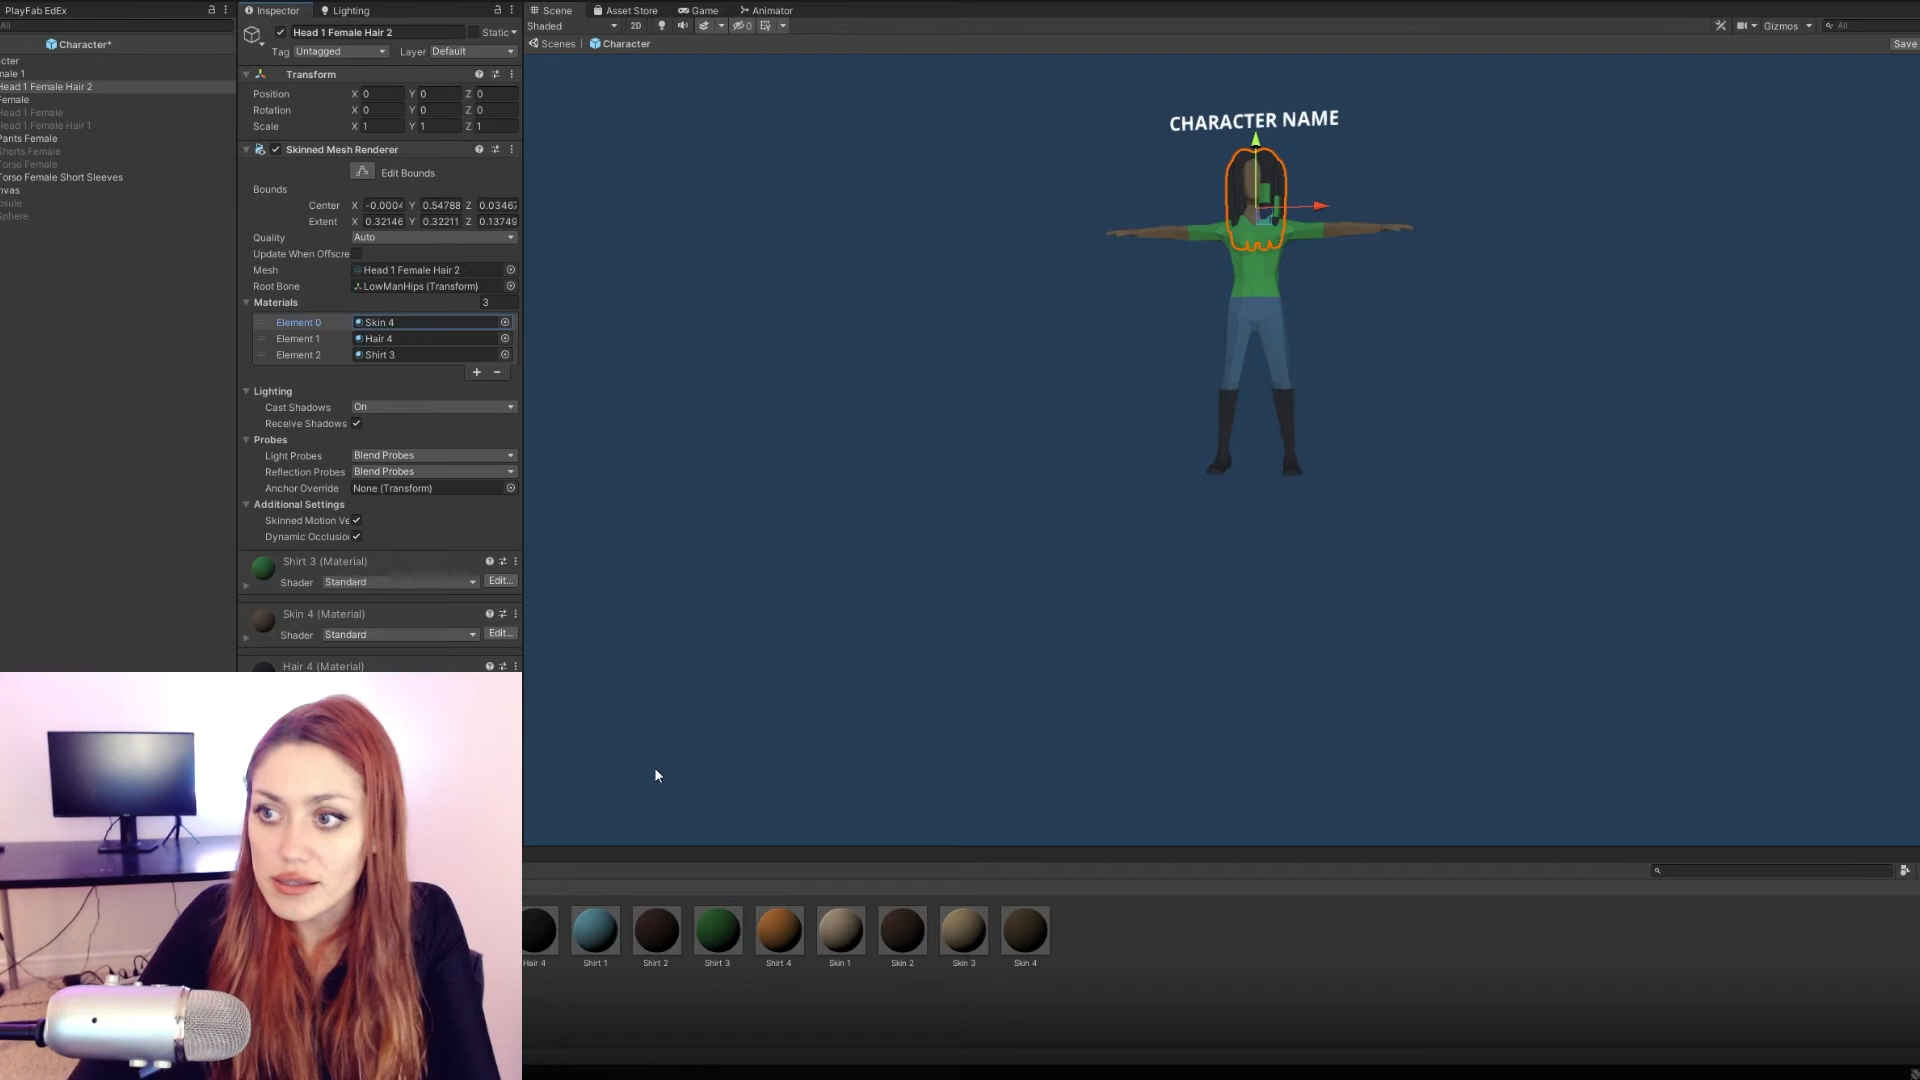 PlayFab EdEx
Inspector
Lighting
Scene
Asset Store
Game
Animator
All
Head 1 Female Hair 2
Static
Shaded
2D
0
Gizmos
All
Character*
Tag Untagged
Layer Default
Scenes
Character
Save
cter
male 1
Head 1 Female Hair 2
Female
Head 1 Female
Head 1 Female Hair 1
Pants Female
Shorts Female
Torso Female
Torso Female Short Sleeves
nvas
psule
Sphere
Transform
Position X 0 Y 0 Z 0
Rotation X 0 Y 0 Z 0
Scale X 1 Y 1 Z 1
Skinned Mesh Renderer
Edit Bounds
Bounds
Center X -0.0004 Y 0.54788 Z 0.03467
Extent X 0.32146 Y 0.32211 Z 0.13749
Quality Auto
Update When Offscre
Mesh Head 1 Female Hair 2
Root Bone LowManHips (Transform)
Materials 3
Element 0 Skin 4
Element 1 Hair 4
Element 2 Shirt 3
+ −
Lighting
Cast Shadows On
Receive Shadows
Probes
Light Probes Blend Probes
Reflection Probes Blend Probes
Anchor Override None (Transform)
Additional Settings
Skinned Motion Ve
Dynamic Occlusio
Shirt 3 (Material)
Shader Standard Edit...
Skin 4 (Material)
Shader Standard Edit...
Hair 4 (Material)
CHARACTER NAME
Hair 4
Shirt 1
Shirt 2
Shirt 3
Shirt 4
Skin 1
Skin 2
Skin 3
Skin 4